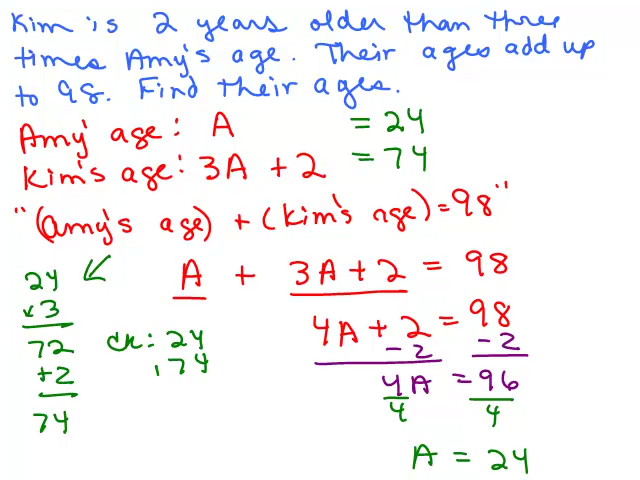 Kim is 2 years older than three
times Amy's age. Their ages add up
to 98. Find their ages.
Amy' age: A = 24
Kim's age: 3A + 2 = 74
"(Amy's age) + (Kim's age) = 98"
A + 3A + 2 = 98
4A + 2 = 98
- 2 - 2
4A = 96
4 4
A = 24
24
x 3
72
+2
74
ck: 24
, 74